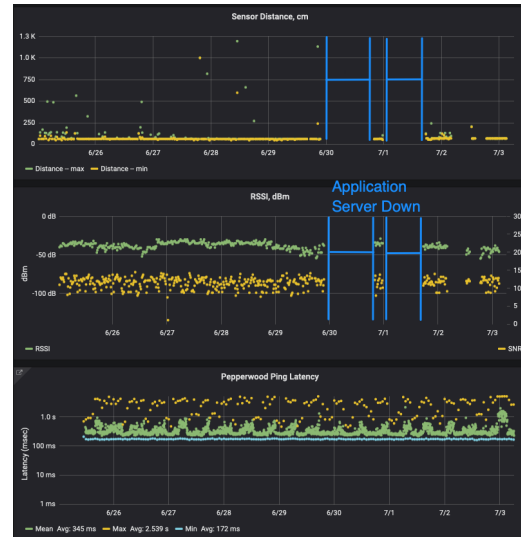 Sensor Distance, cm
1.3 K
1.0 K
750
500
250
0
6/26 6/27 6/28 6/29 6/30 7/1 7/2 7/3
Distance – max Distance – min
Application
Server Down
RSSI, dBm
0 dB
-50 dB
-100 dB
dBm
30
25
20
15
10
5
0
6/26 6/27 6/28 6/29 6/30 7/1 7/2 7/3
RSSI SNR
Pepperwood Ping Latency
1.0 s
100 ms
10 ms
1 ms
Latency (msec)
6/26 6/27 6/28 6/29 6/30 7/1 7/2 7/3
Mean Avg: 345 ms Max Avg: 2.539 s Min Avg: 172 ms